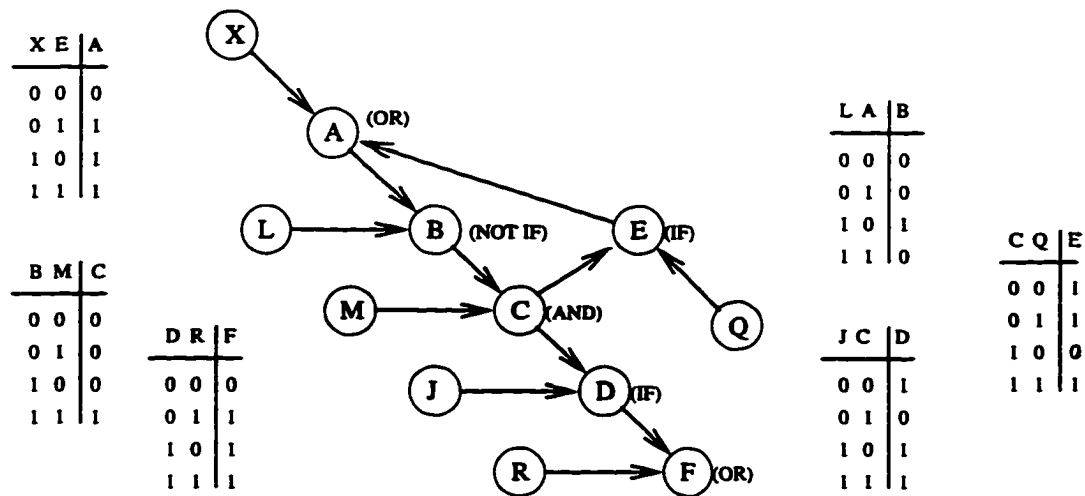 X
X E A
0 0 0
0 1 1
1 0 1
1 1 1
A (OR)
L A B
0 0 0
0 1 0
1 0 1
1 1 0
L
B (NOT IF)
E (IF)
C Q E
0 0 1
0 1 1
1 0 0
1 1 1
B M C
0 0 0
0 1 0
1 0 0
1 1 1
M
C (AND)
Q
D R F
0 0 0
0 1 1
1 0 1
1 1 1
J C D
0 0 1
0 1 0
1 0 1
1 1 1
J
D (IF)
R
F (OR)